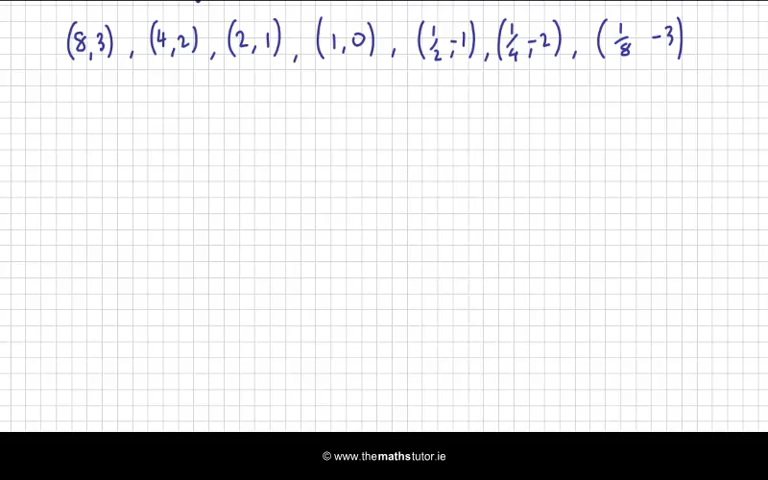 (8,3), (4,2), (2,1), (1,0), (1/2,-1), (1/4,-2), (1/8 -3)
© www.themathstutor.ie